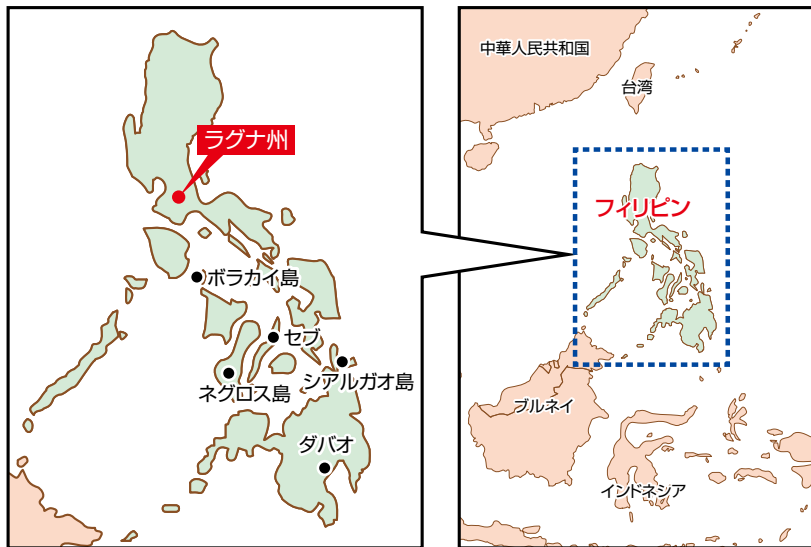 ラグナ州
ボラカイ島
セブ
ネグロス島
シアルガオ島
ダバオ
中華人民共和国
台湾
フィリピン
ブルネイ
インドネシア